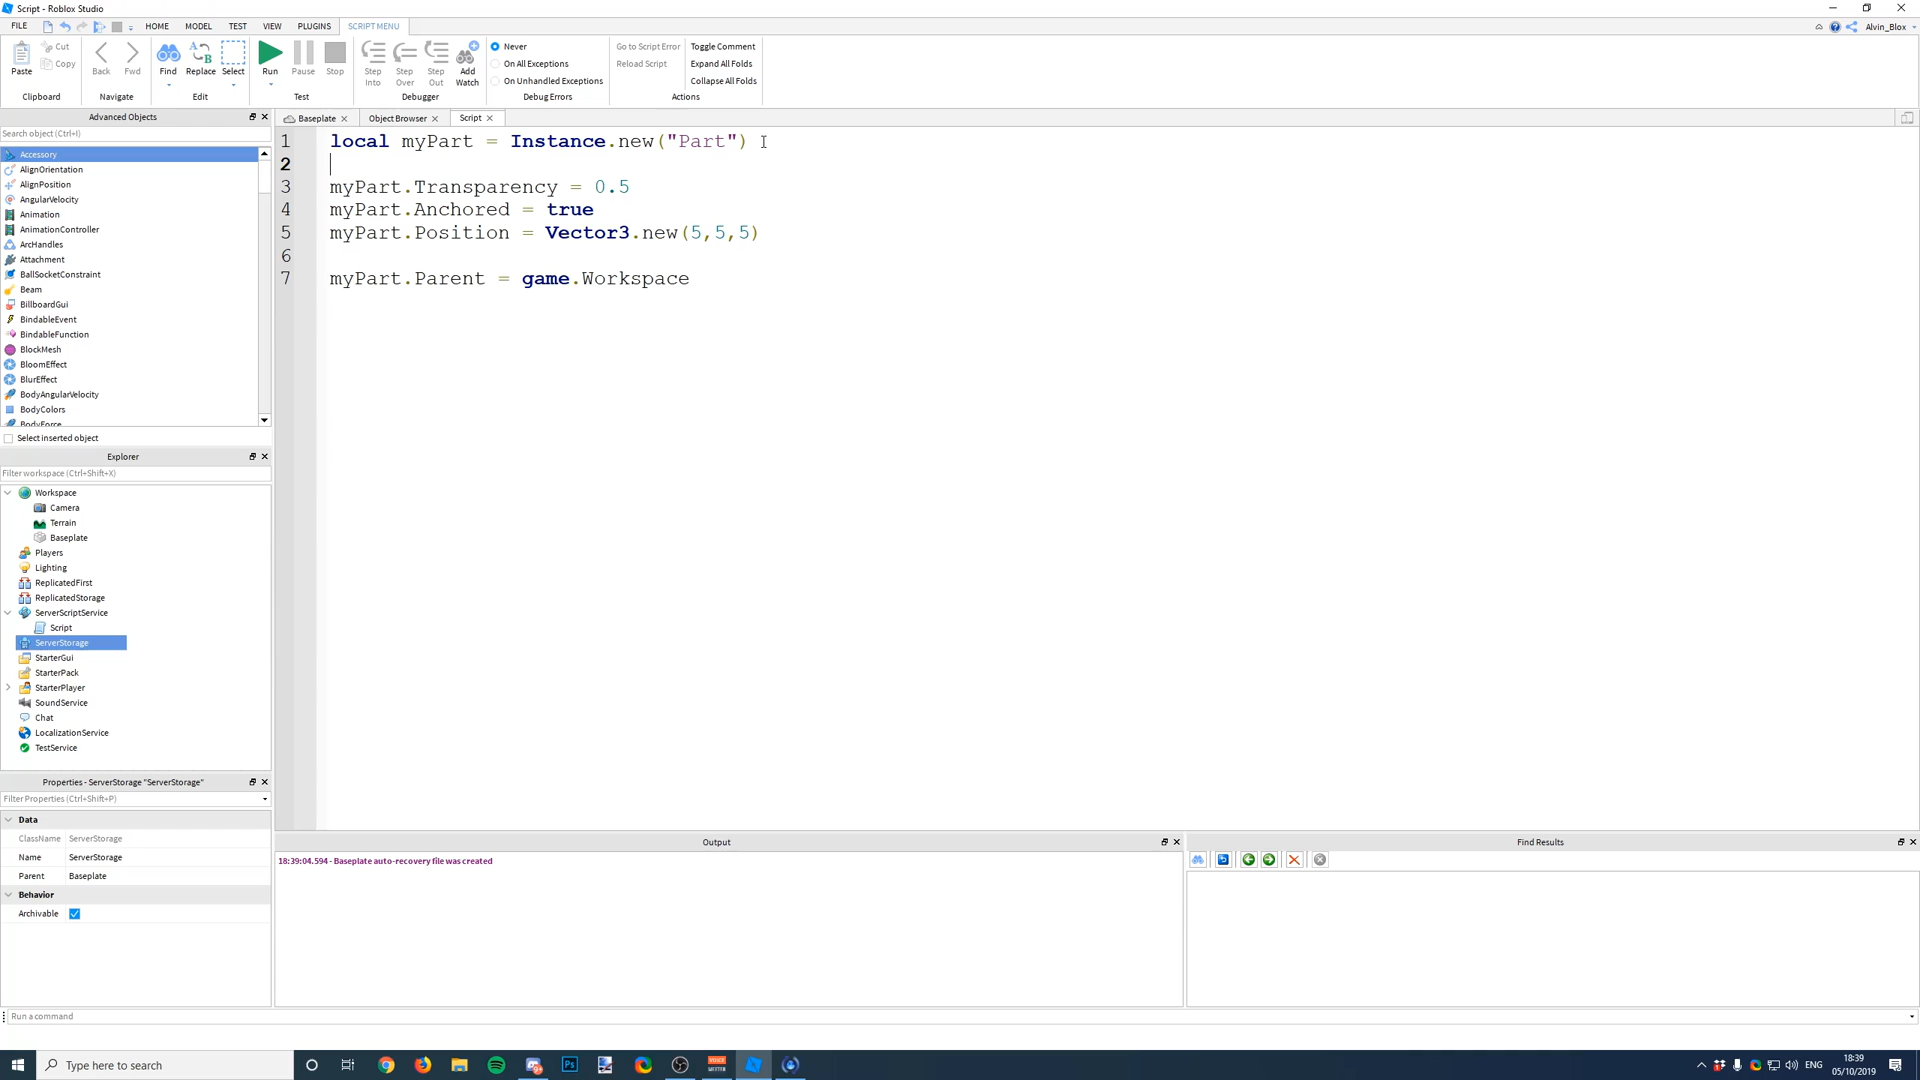 Script - Roblox Studio
FILE HOME MODEL TEST VIEW PLUGINS SCRIPT MENU Alvin_Blox
Paste Cut Copy Back Fwd Find Replace Select Run Pause Stop Step Into Step Over Step Out Add Watch Never On All Exceptions On Unhandled Exceptions Go to Script Error Reload Script Toggle Comment Expand All Folds Collapse All Folds
Clipboard Navigate Edit Test Debugger Debug Errors Actions
Advanced Objects
Search object (Ctrl+I)
Accessory
AlignOrientation
AlignPosition
AngularVelocity
Animation
AnimationController
ArcHandles
Attachment
BallSocketConstraint
Beam
BillboardGui
BindableEvent
BindableFunction
BlockMesh
BloomEffect
BlurEffect
BodyAngularVelocity
BodyColors
BodyForce
Select inserted object
Explorer
Filter workspace (Ctrl+Shift+X)
Workspace
Camera
Terrain
Baseplate
Players
Lighting
ReplicatedFirst
ReplicatedStorage
ServerScriptService
Script
ServerStorage
StarterGui
StarterPack
StarterPlayer
SoundService
Chat
LocalizationService
TestService
Properties - ServerStorage "ServerStorage"
Filter Properties (Ctrl+Shift+P)
Data
ClassName ServerStorage
Name ServerStorage
Parent Baseplate
Behavior
Archivable
Baseplate Object Browser Script
1 local myPart = Instance.new("Part")
2
3 myPart.Transparency = 0.5
4 myPart.Anchored = true
5 myPart.Position = Vector3.new(5,5,5)
6
7 myPart.Parent = game.Workspace
Output
18:39:04.594 - Baseplate auto-recovery file was created
Find Results
Run a command
Type here to search
ENG
18:39
05/10/2019